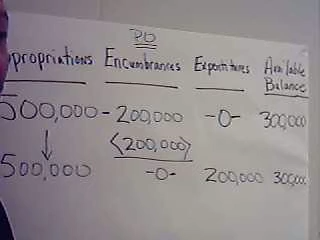 PO
propriations Encumbrances Expenditures Available Balance
500,000 - 200,000 -0- 300,000
<200,000>
500,000 -0- 200,000 300,000